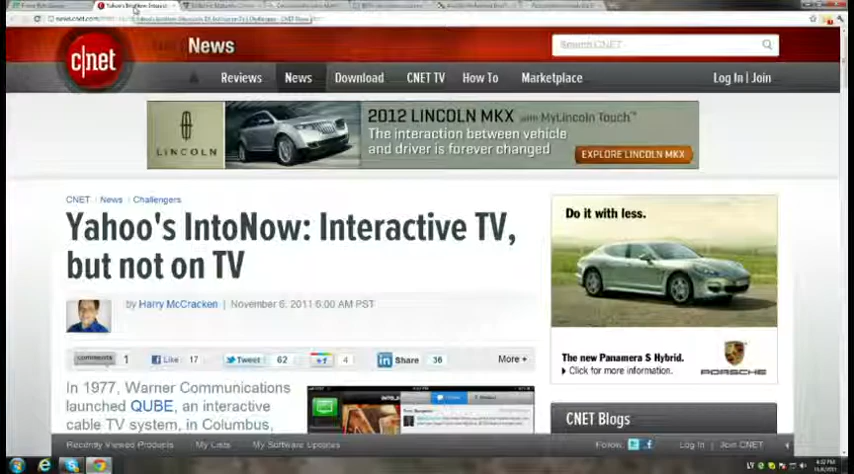 c|net
News
Search CNET
Reviews
News
Download
CNET TV
How To
Marketplace
Log In | Join
LINCOLN
2012 LINCOLN MKX with MyLincoln Touch™
The interaction between vehicle
and driver is forever changed
EXPLORE LINCOLN MKX
CNET News Challengers
Yahoo's IntoNow: Interactive TV,
but not on TV
by Harry McCracken | November 6, 2011 6:00 AM PST
comments 1
Like 17
Tweet 62
+1 4
in Share 36
More +
In 1977, Warner Communications
launched QUBE, an interactive
cable TV system, in Columbus,
Do it with less.
The new Panamera S Hybrid.
Click for more information.
PORSCHE
CNET Blogs
Recently Viewed Products
My Lists
My Software Updates
Follow:
Log In
Join CNET